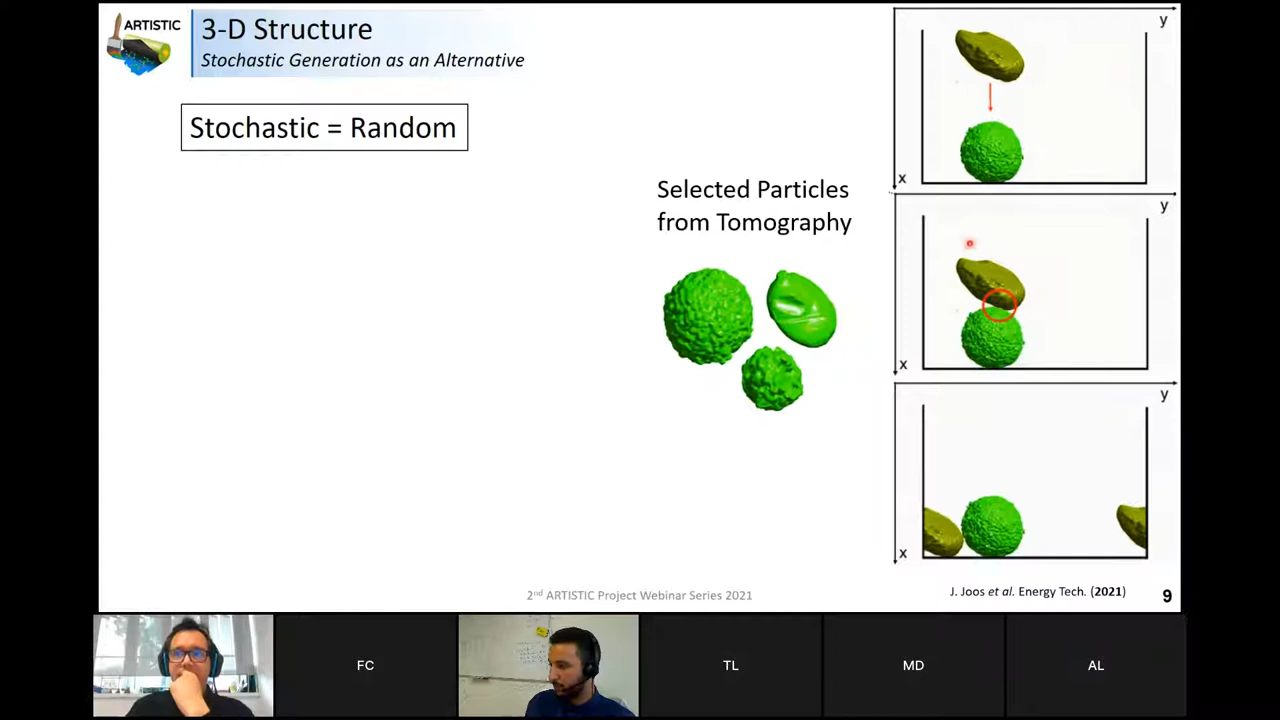 ARTISTIC
3-D Structure
Stochastic Generation as an Alternative
Stochastic = Random
Selected Particles
from Tomography
y
x
y
x
y
x
J. Joos et al. Energy Tech. (2021)
2nd ARTISTIC Project Webinar Series 2021
9
FC
TL
MD
AL